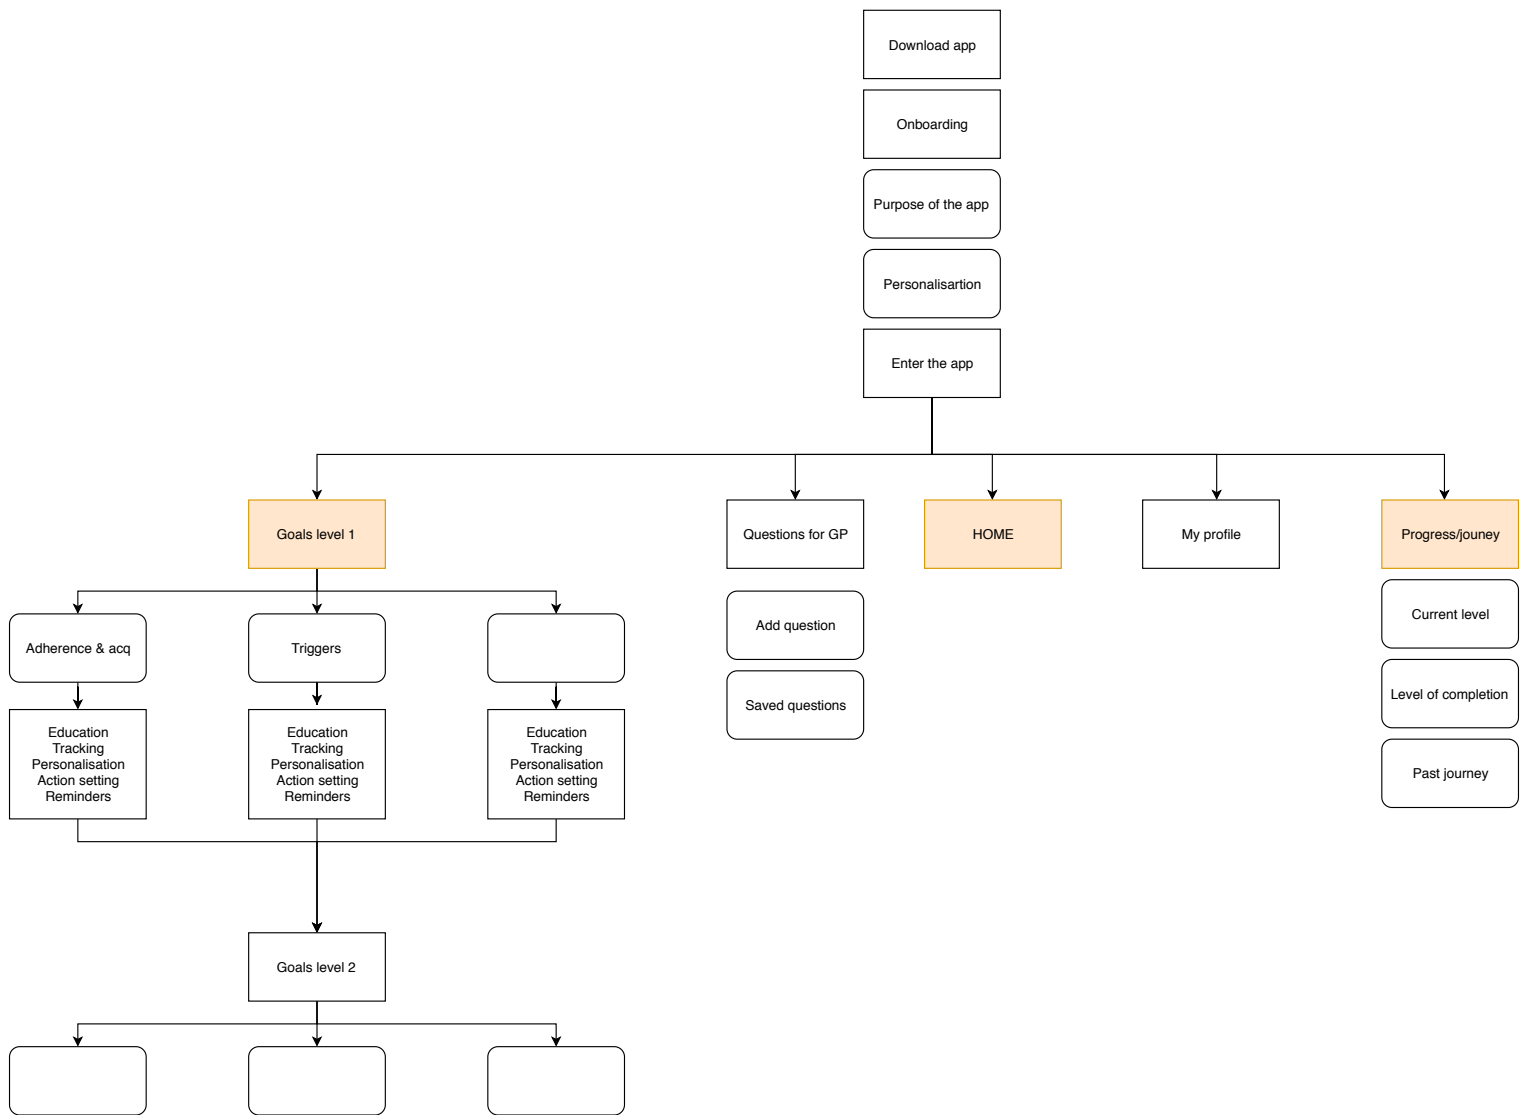 Download app
Onboarding
Purpose of the app
Personalisartion
Enter the app
Goals level 1
Questions for GP
HOME
My profile
Progress/jouney
Adherence & acq
Triggers
Add question
Current level
Saved questions
Level of completion
Past journey
Education
Tracking
Personalisation
Action setting
Reminders
Education
Tracking
Personalisation
Action setting
Reminders
Education
Tracking
Personalisation
Action setting
Reminders
Goals level 2